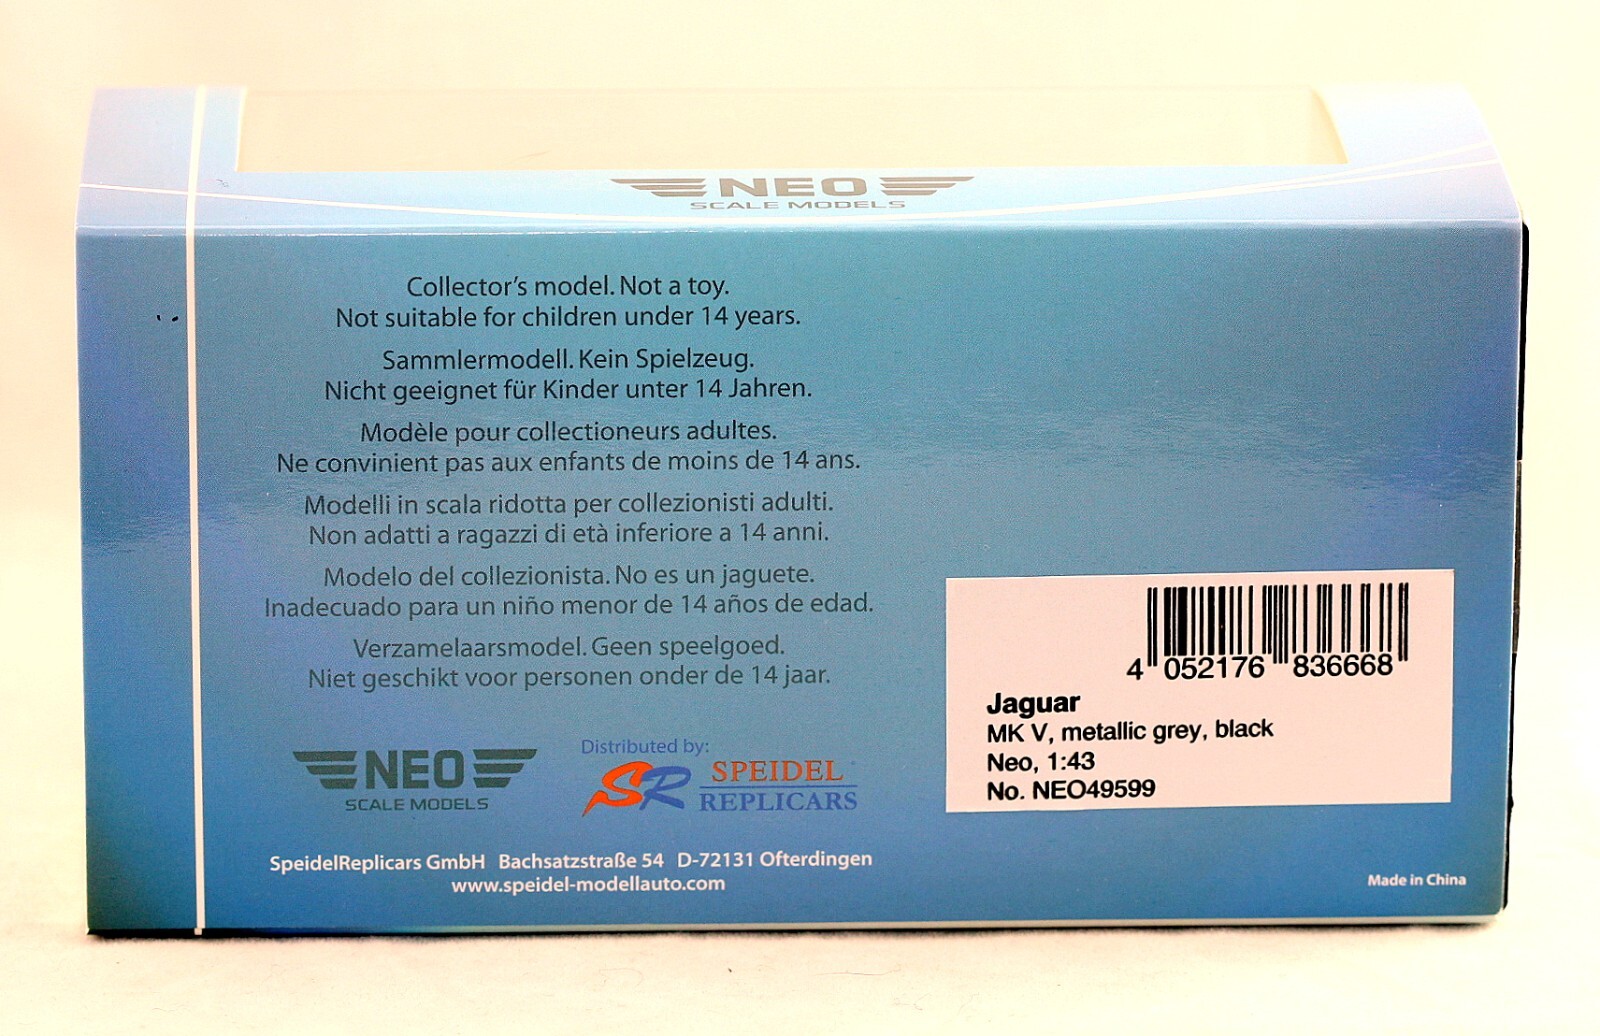 NEO
SCALE MODELS
Collector's model. Not a toy.
Not suitable for children under 14 years.
Sammlermodell. Kein Spielzeug.
Nicht geeignet für Kinder unter 14 Jahren.
Modèle pour collectioneurs adultes.
Ne convinient pas aux enfants de moins de 14 ans.
Modelli in scala ridotta per collezionisti adulti.
Non adatti a ragazzi di età inferiore a 14 anni.
Modelo del collezionista. No es un jaguete.
Inadecuado para un niño menor de 14 años de edad.
Verzamelaarsmodel. Geen speelgoed.
Niet geschikt voor personen onder de 14 jaar.
NEO
SCALE MODELS
Distributed by:
SR SPEIDEL
REPLICARS
SpeidelReplicars GmbH Bachsatzstraße 54 D-72131 Ofterdingen
www.speidel-modellauto.com
4 052176 836668
Jaguar
MK V, metallic grey, black
Neo, 1:43
No. NEO49599
Made in China